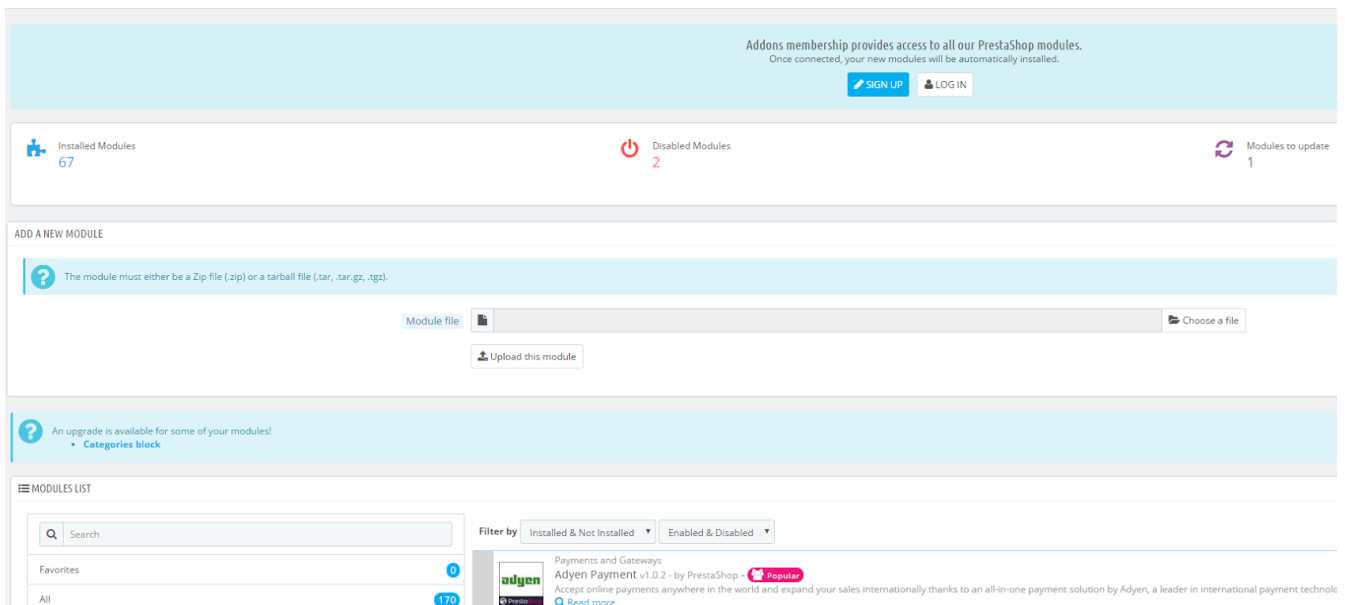 Addons membership provides access to all our PrestaShop modules.
Once connected, your new modules will be automatically installed.
SIGN UP
LOG IN
Installed Modules
67
Disabled Modules
2
Modules to update
1
ADD A NEW MODULE
The module must either be a Zip file (.zip) or a tarball file (.tar, .tar.gz, .tgz).
Module file
Choose a file
Upload this module
An upgrade is available for some of your modules!
• Categories block
MODULES LIST
Search
Filter by Installed & Not Installed Enabled & Disabled
Favorites 0
All 170
adyen
PrestaShop
Payments and Gateways
Adyen Payment v1.0.2 - by PrestaShop - Popular
Accept online payments anywhere in the world and expand your sales internationally thanks to an all-in-one payment solution by Adyen, a leader in international payment technolo
Read more